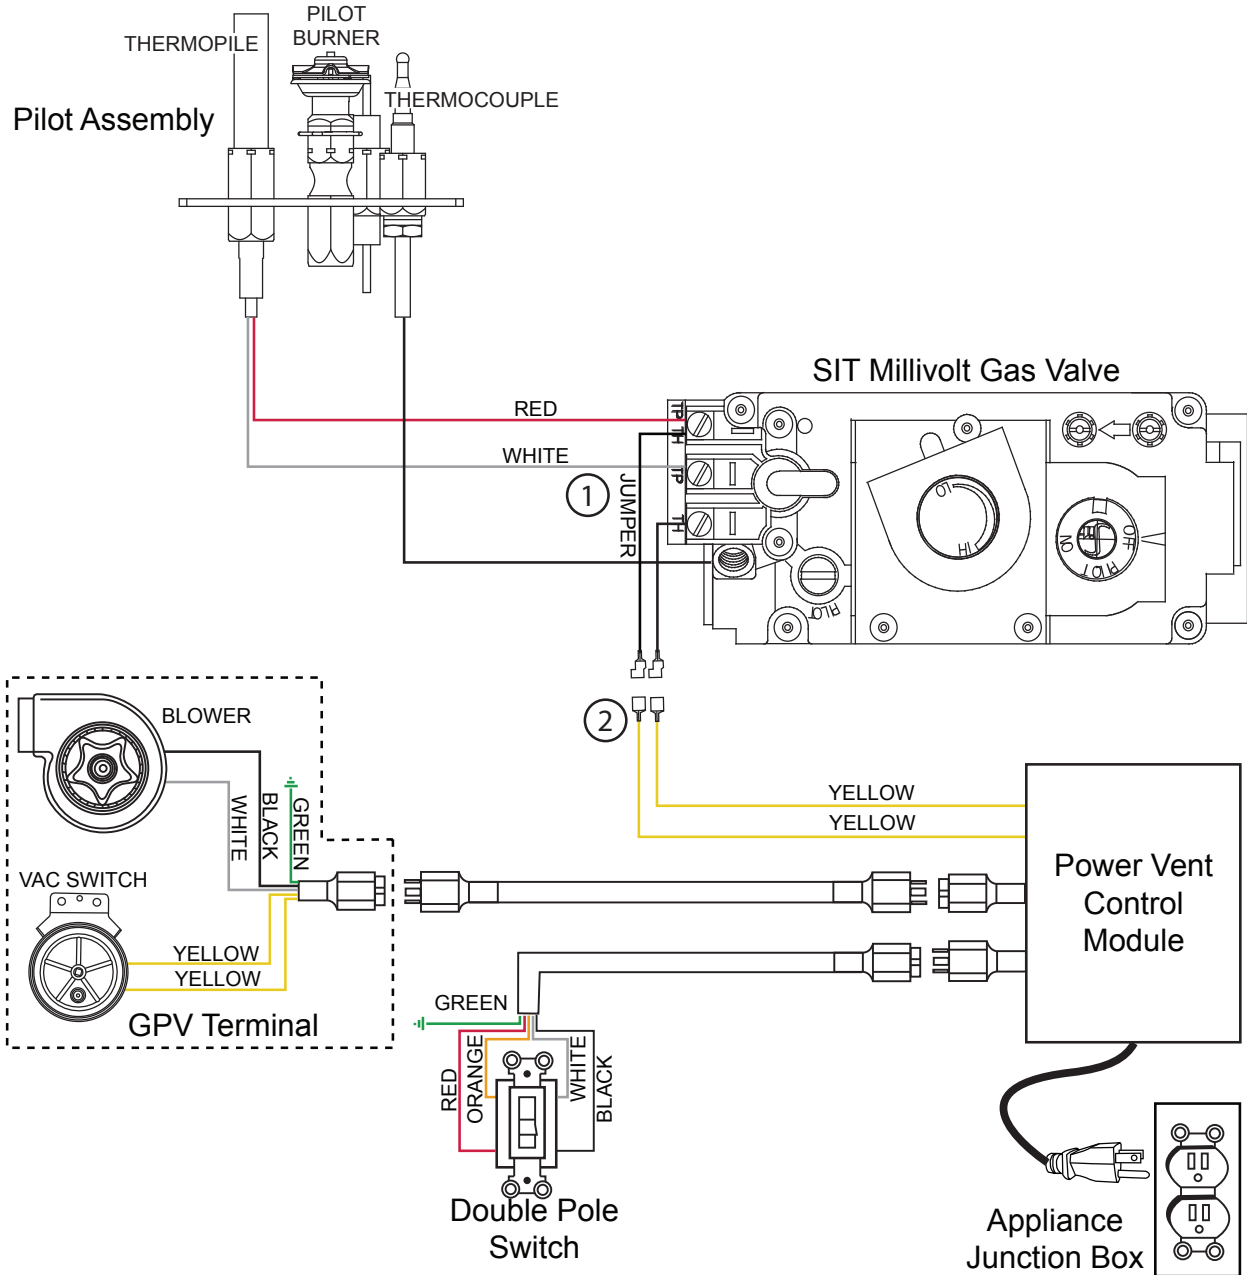 PILOT
BURNER
THERMOPILE
THERMOCOUPLE
Pilot Assembly
SIT Millivolt Gas Valve
RED
WHITE
1
JUMPER
TP
TH
TP
TH
LO
HI
OFF
PILOT
ON
PILOT
2
BLOWER
WHITE
BLACK
GREEN
VAC SWITCH
YELLOW
YELLOW
GPV Terminal
YELLOW
YELLOW
Power Vent
Control
Module
GREEN
RED
ORANGE
WHITE
BLACK
Double Pole
Switch
Appliance
Junction Box